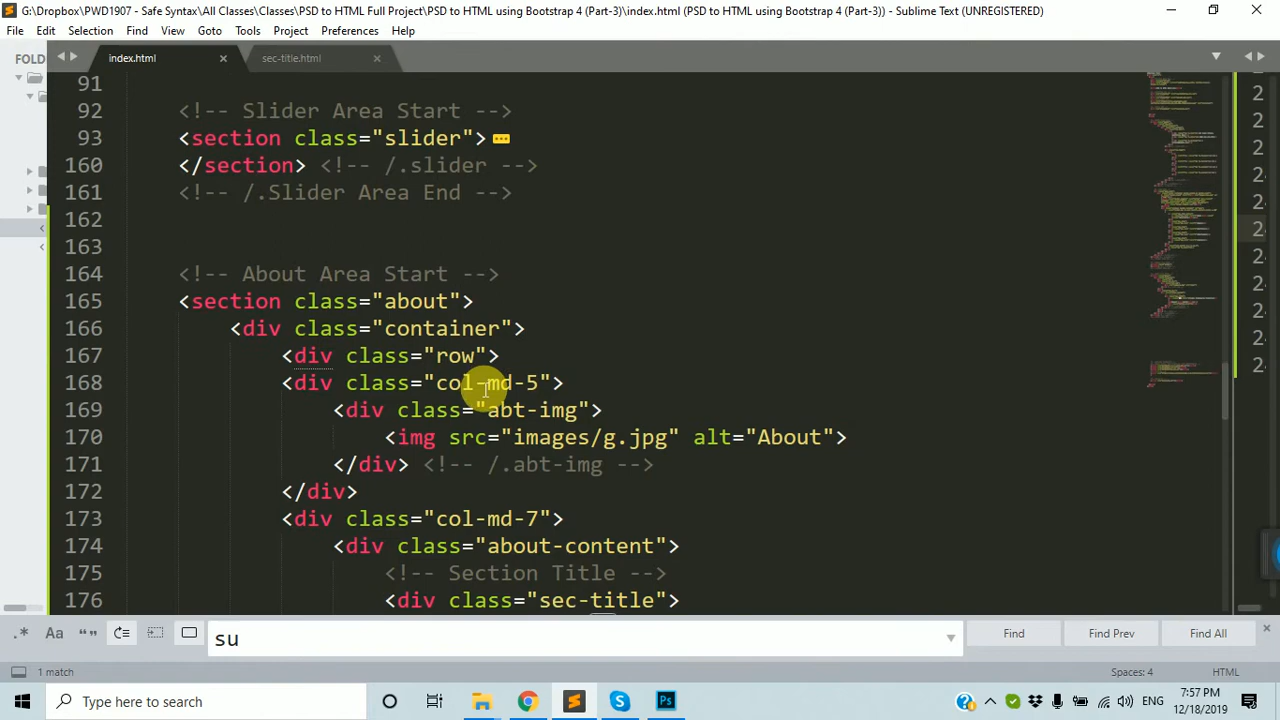 G:\Dropbox\PWD1907 - Safe Syntax\All Classes\Classes\PSD to HTML Full Project\PSD to HTML using Bootstrap 4 (Part-3)\index.html (PSD to HTML using Bootstrap 4 (Part-3)) - Sublime Text (UNREGISTERED)
File Edit Selection Find View Goto Tools Project Preferences Help
FOLD
index.html
sec-title.html
91
92 <!-- Slider Area Start -->
93 <section class="slider">
160 </section> <!-- /.slider -->
161 <!-- /.Slider Area End -->
162
163
164 <!-- About Area Start -->
165 <section class="about">
166 <div class="container">
167 <div class="row">
168 <div class="col-md-5">
169 <div class="abt-img">
170 <img src="images/g.jpg" alt="About">
171 </div> <!-- /.abt-img -->
172 </div>
173 <div class="col-md-7">
174 <div class="about-content">
175 <!-- Section Title -->
176 <div class="sec-title">
su
Find
Find Prev
Find All
1 match
Spaces: 4
HTML
Type here to search
ENG
7:57 PM
12/18/2019